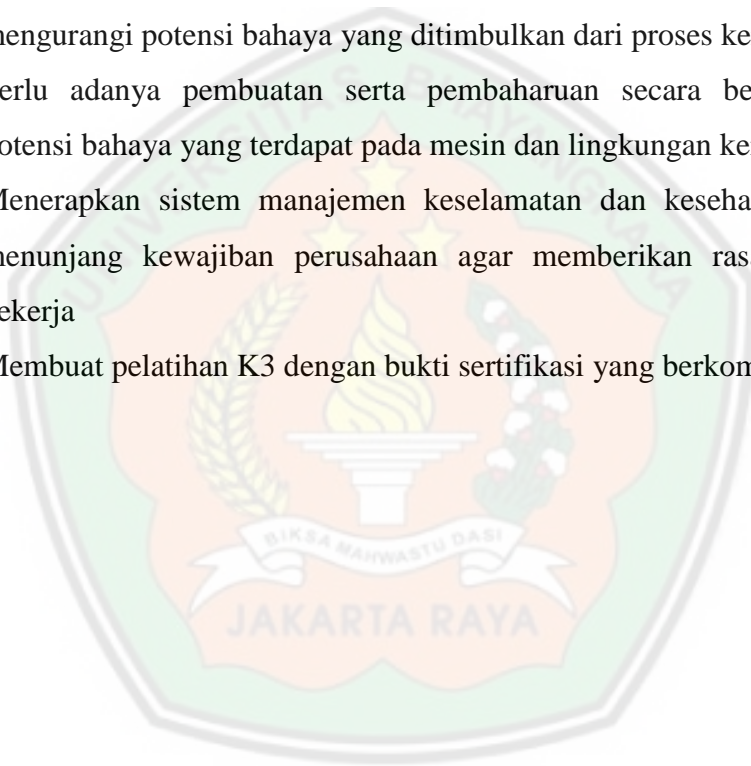 mengurangi potensi bahaya yang ditimbulkan dari proses ke
erlu adanya pembuatan serta pembaharuan secara be
otensi bahaya yang terdapat pada mesin dan lingkungan ke
Menerapkan sistem manajemen keselamatan dan keseha
menunjang kewajiban perusahaan agar memberikan ras
ekerja
Membuat pelatihan K3 dengan bukti sertifikasi yang berkom
UNIVERSITAS BHAYANGKARA
BIKSA MAHWASTU DASI
JAKARTA RAYA